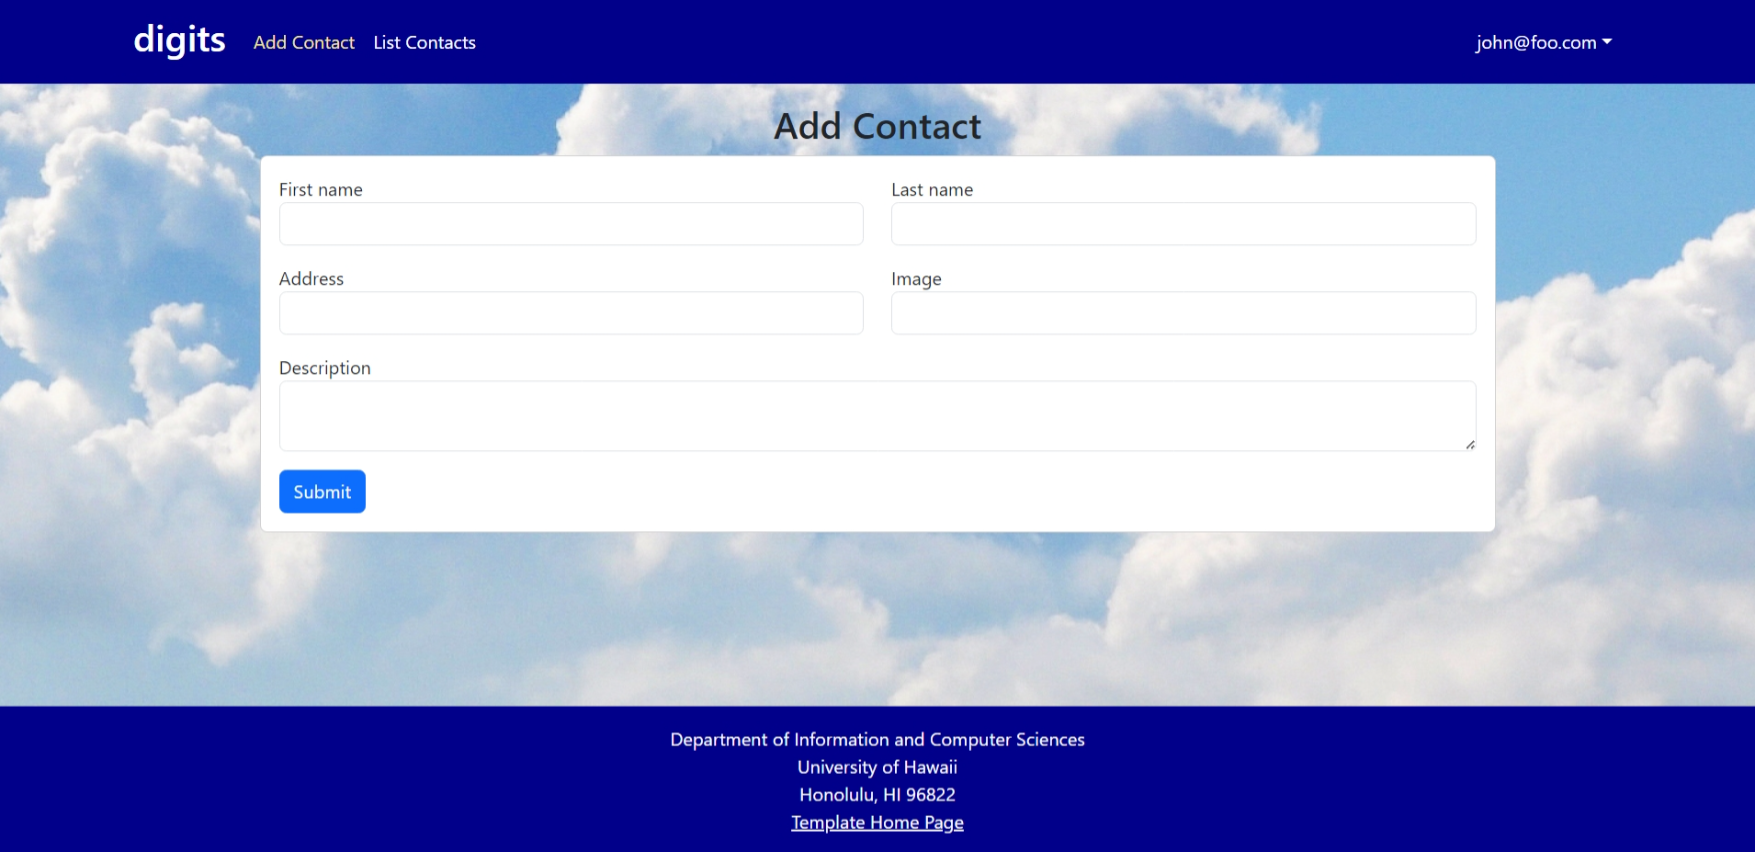 digits Add Contact List Contacts john@foo.com
Add Contact
First name Last name
Address Image
Description
Submit
Department of Information and Computer Sciences
University of Hawaii
Honolulu, HI 96822
Template Home Page